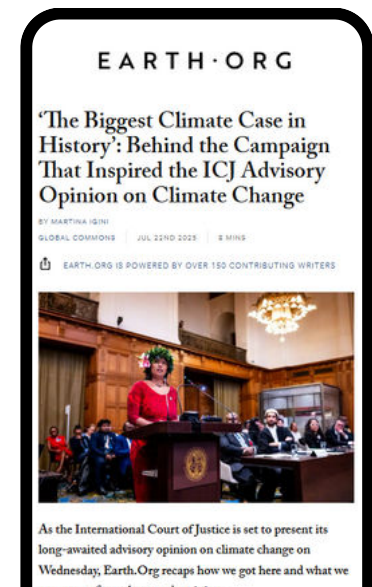 EARTH·ORG
‘The Biggest Climate Case in
History’: Behind the Campaign
That Inspired the ICJ Advisory
Opinion on Climate Change
BY MARTINA IGINI
GLOBAL COMMONS JUL 22ND 2025 8 MINS
EARTH.ORG IS POWERED BY OVER 150 CONTRIBUTING WRITERS
As the International Court of Justice is set to present its
long-awaited advisory opinion on climate change on
Wednesday, Earth.Org recaps how we got here and what we